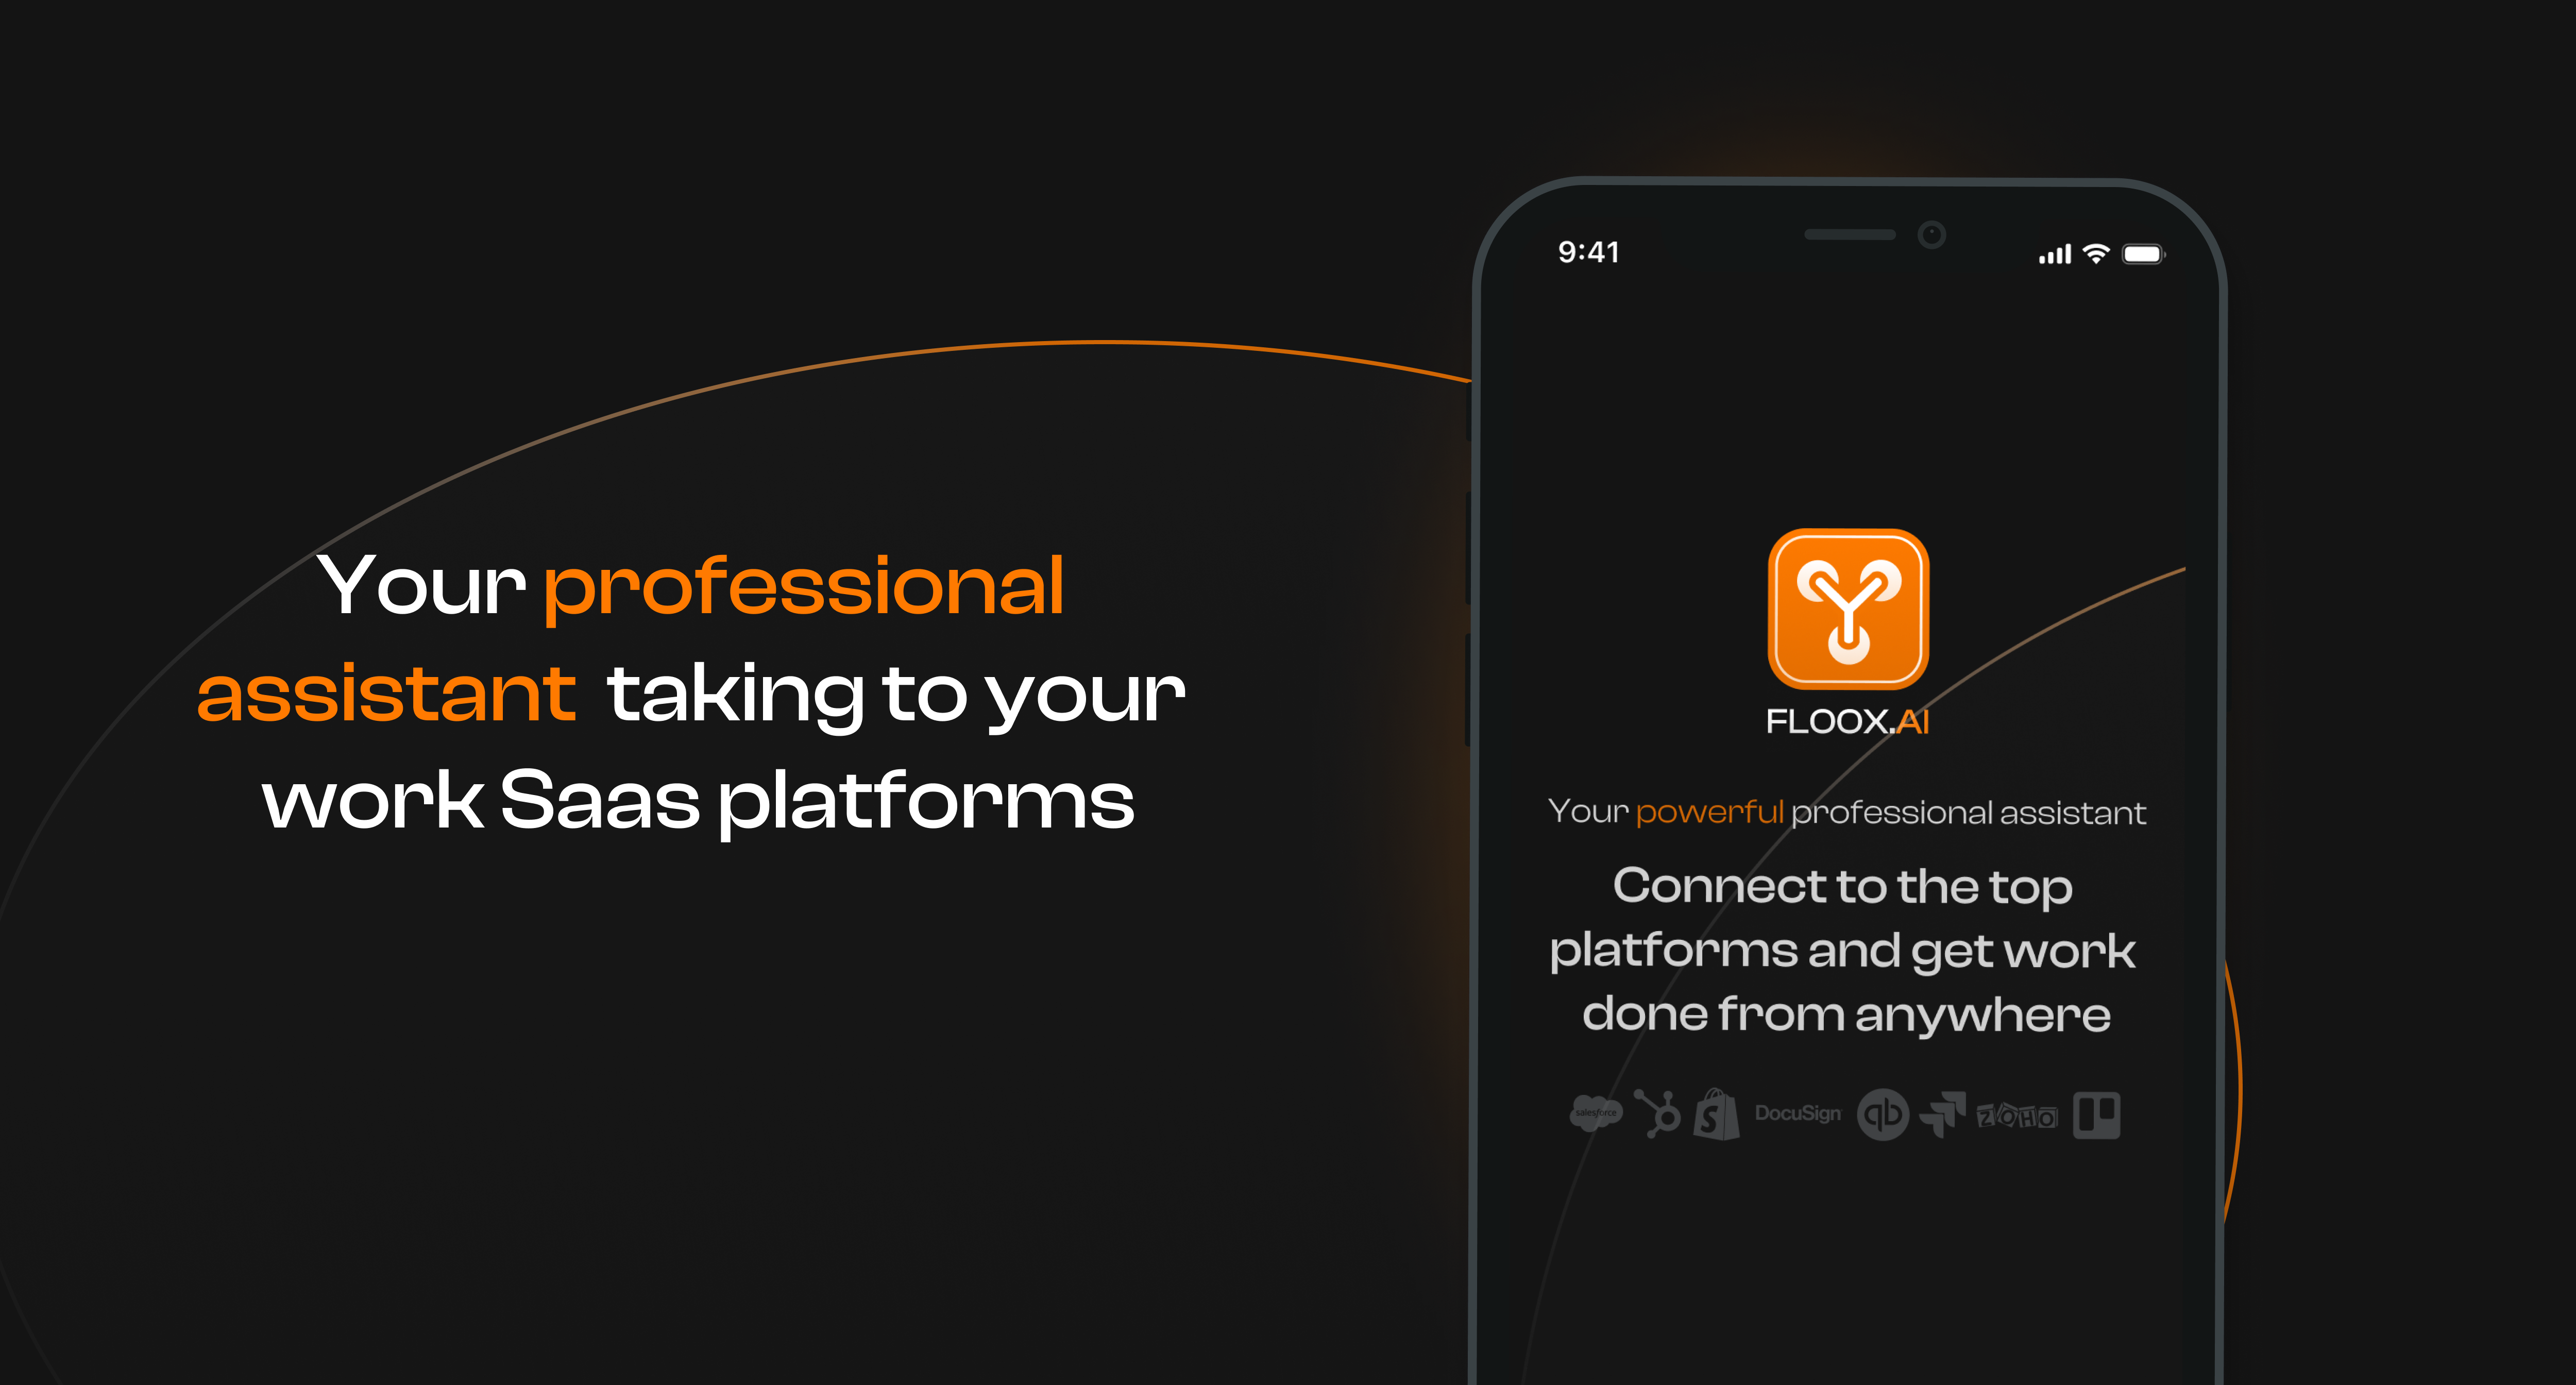 Your professional
assistant taking to your
work Saas platforms
9:41
FLOOX.AI
Your powerful professional assistant
Connect to the top
platforms and get work
done from anywhere
salesforce
DocuSign
qb
ZOHO